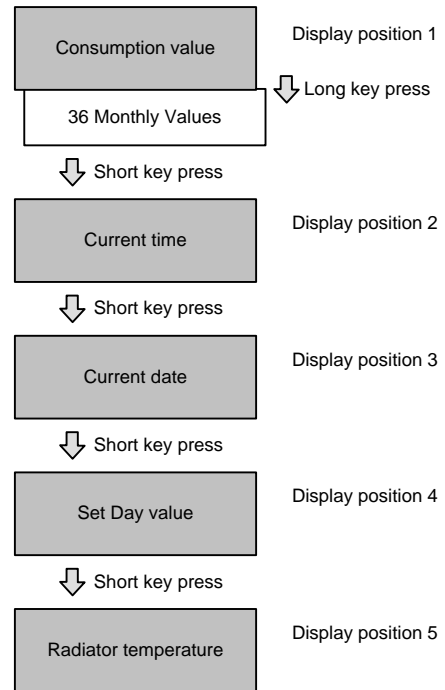 Consumption value
Display position 1
Long key press
36 Monthly Values
Short key press
Current time
Display position 2
Short key press
Current date
Display position 3
Short key press
Set Day value
Display position 4
Short key press
Radiator temperature
Display position 5